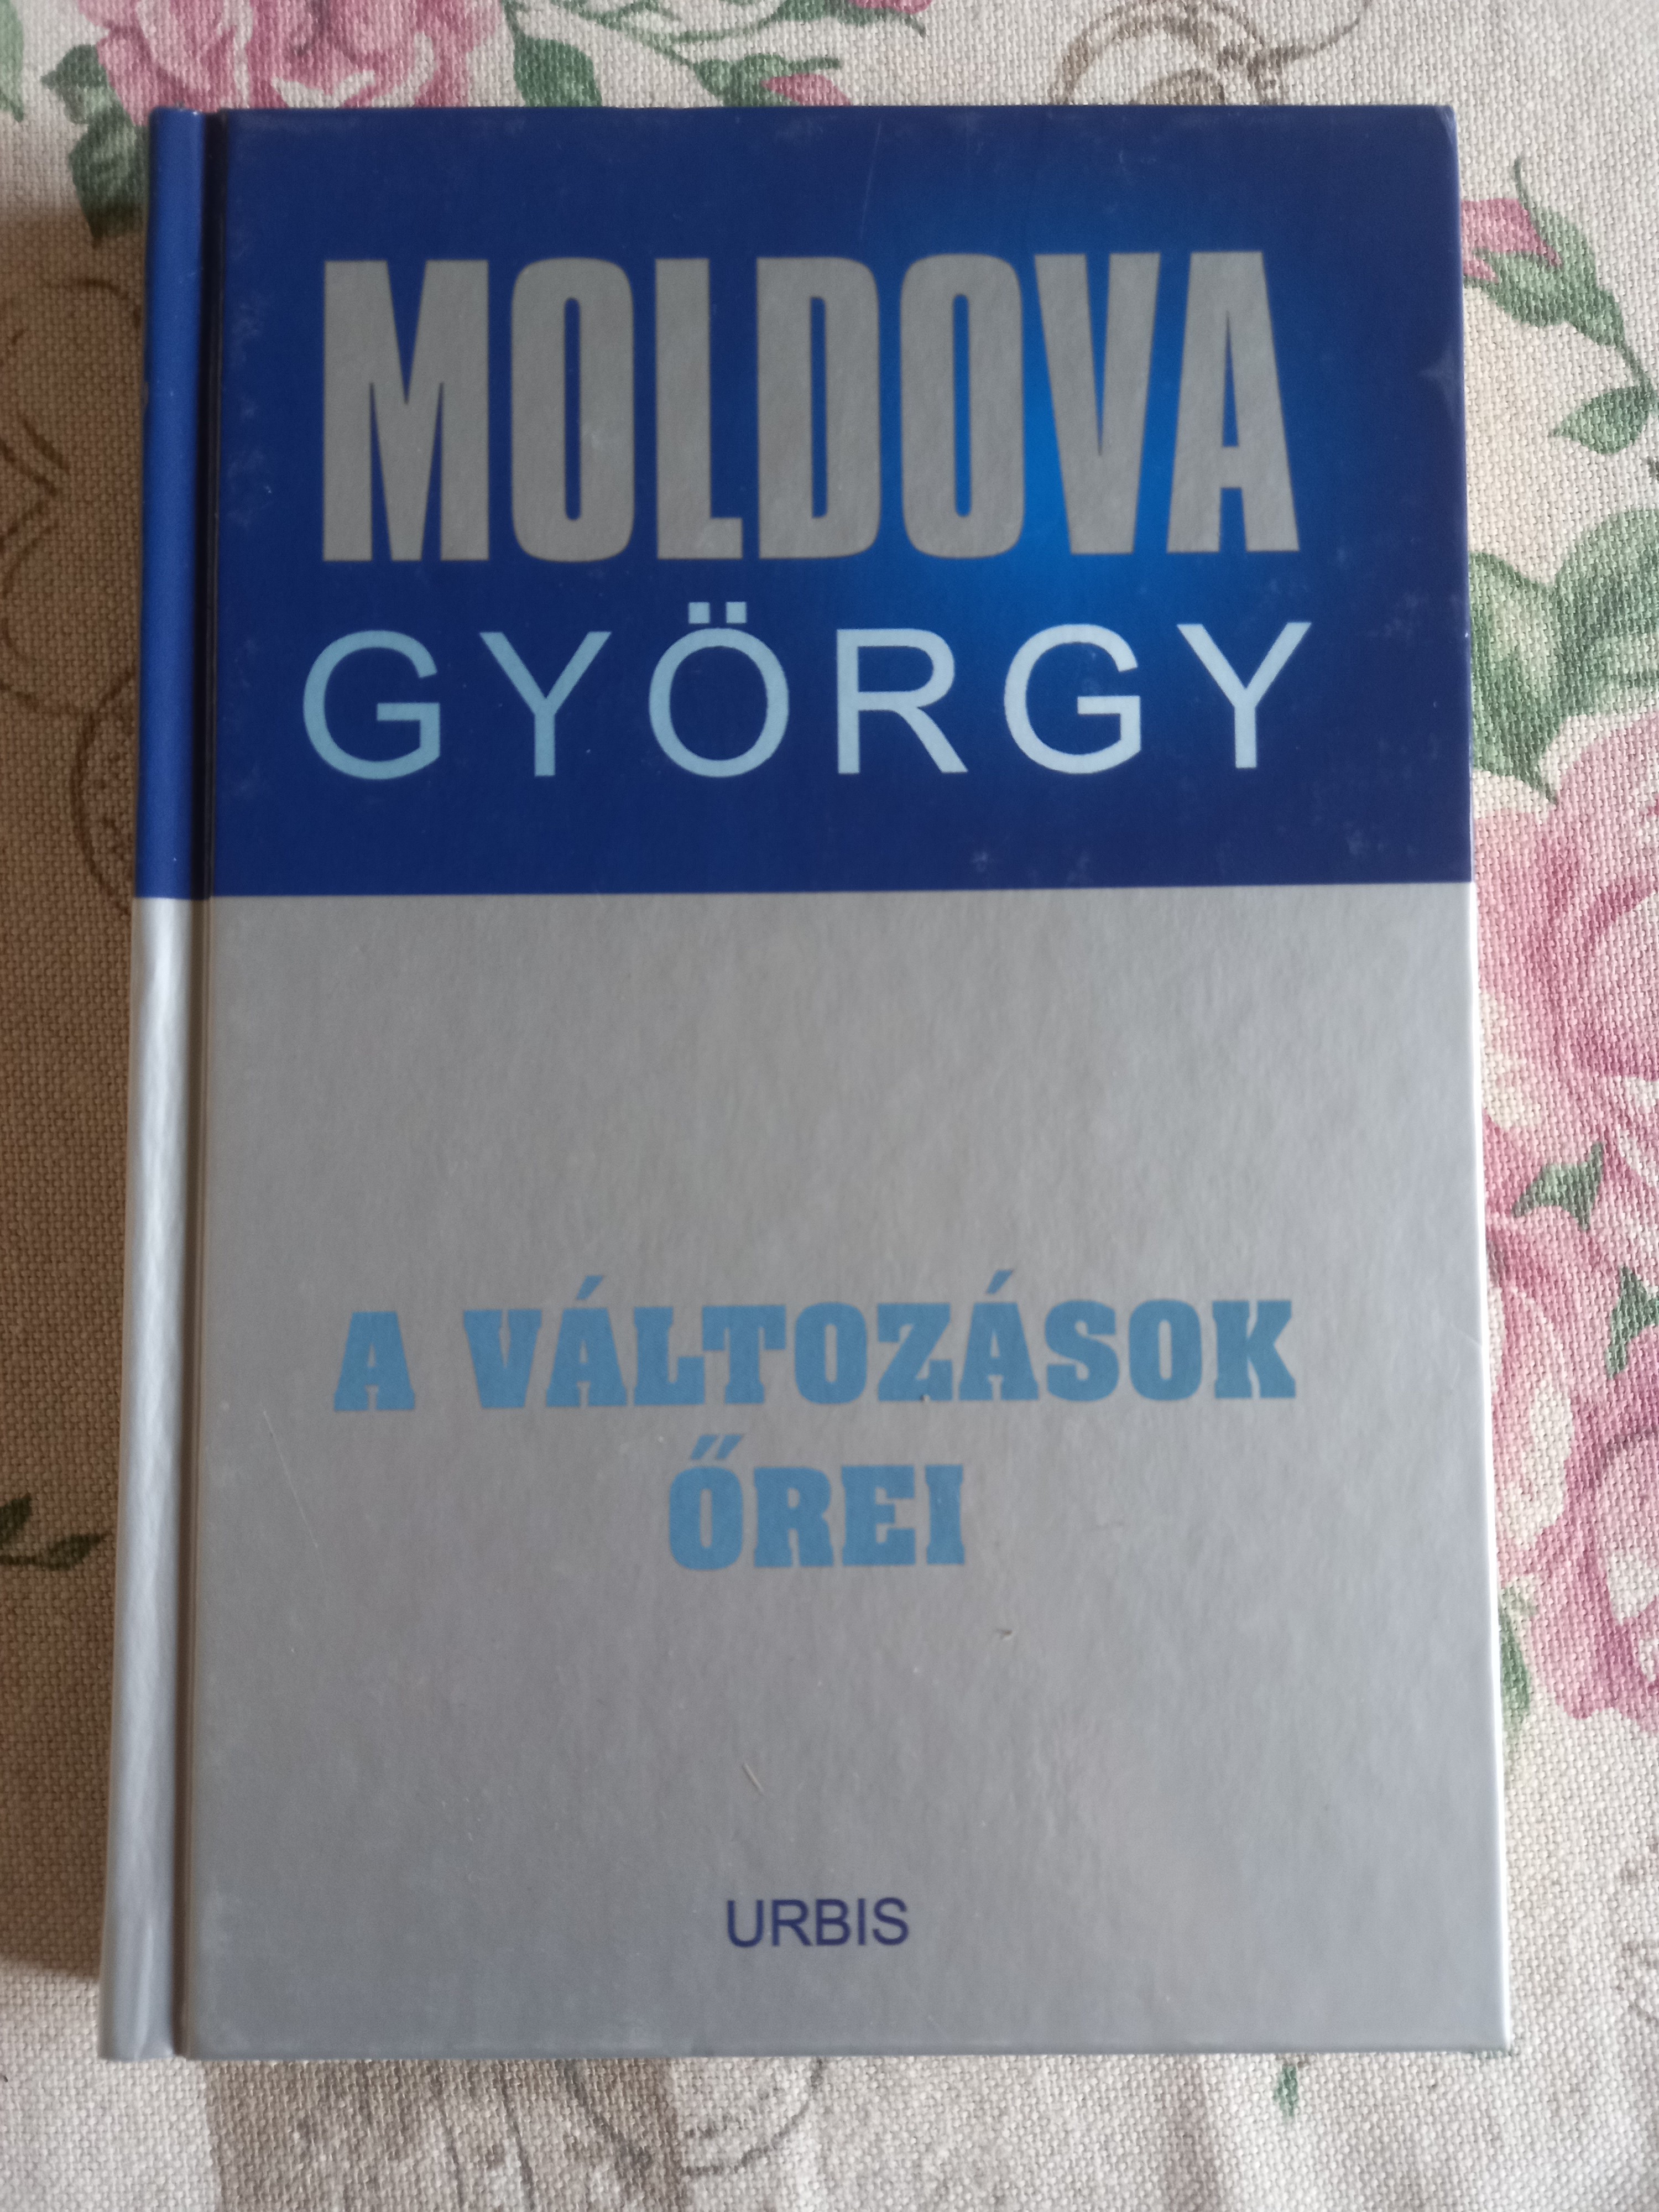 MOLDOVA
GYÖRGY
A VÁLTOZÁSOK
ŐREI
URBIS